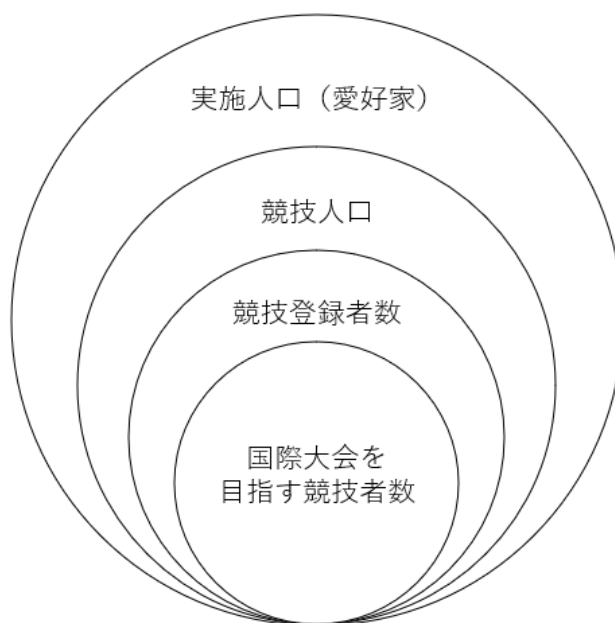 実施人口（愛好家）
競技人口
競技登録者数
国際大会を
目指す競技者数